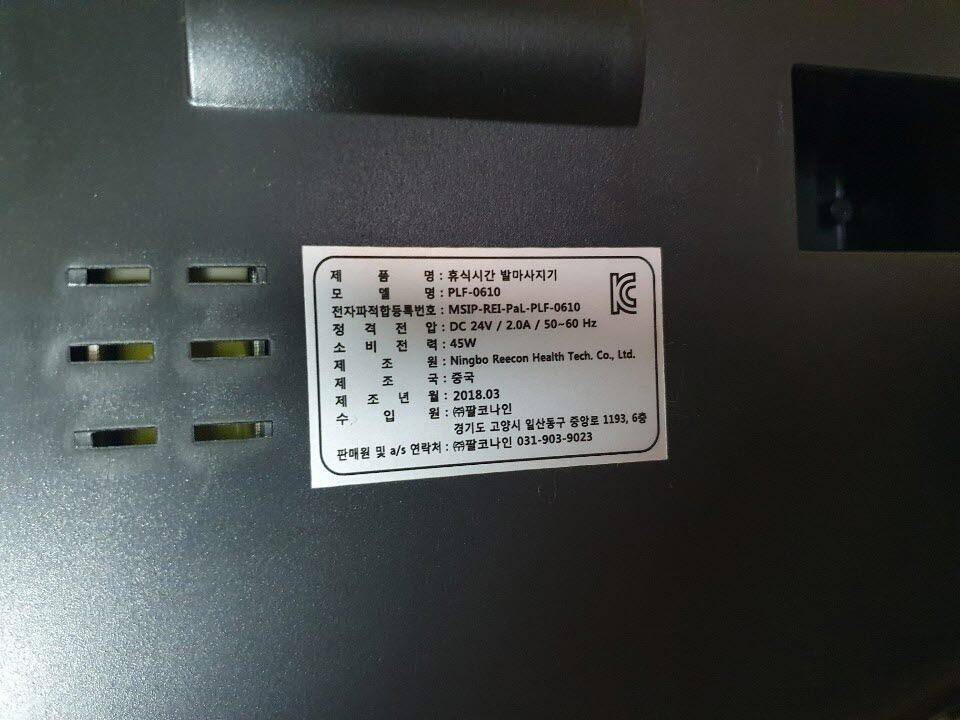 제 품 명 : 휴식시간 발마사지기
모 델 명 : PLF-0610
전자파적합등록번호 : MSIP-REI-PaL-PLF-0610
정 격 전 압 : DC 24V / 2.0A / 50~60 Hz
소 비 전 력 : 45W
제 조 원 : Ningbo Reecon Health Tech. Co., Ltd.
제 조 국 : 중국
제 조 년 월 : 2018.03
수 입 원 : ㈜팔코나인
경기도 고양시 일산동구 중앙로 1193, 6층
판매원 및 a/s 연락처 : ㈜팔코나인 031-903-9023